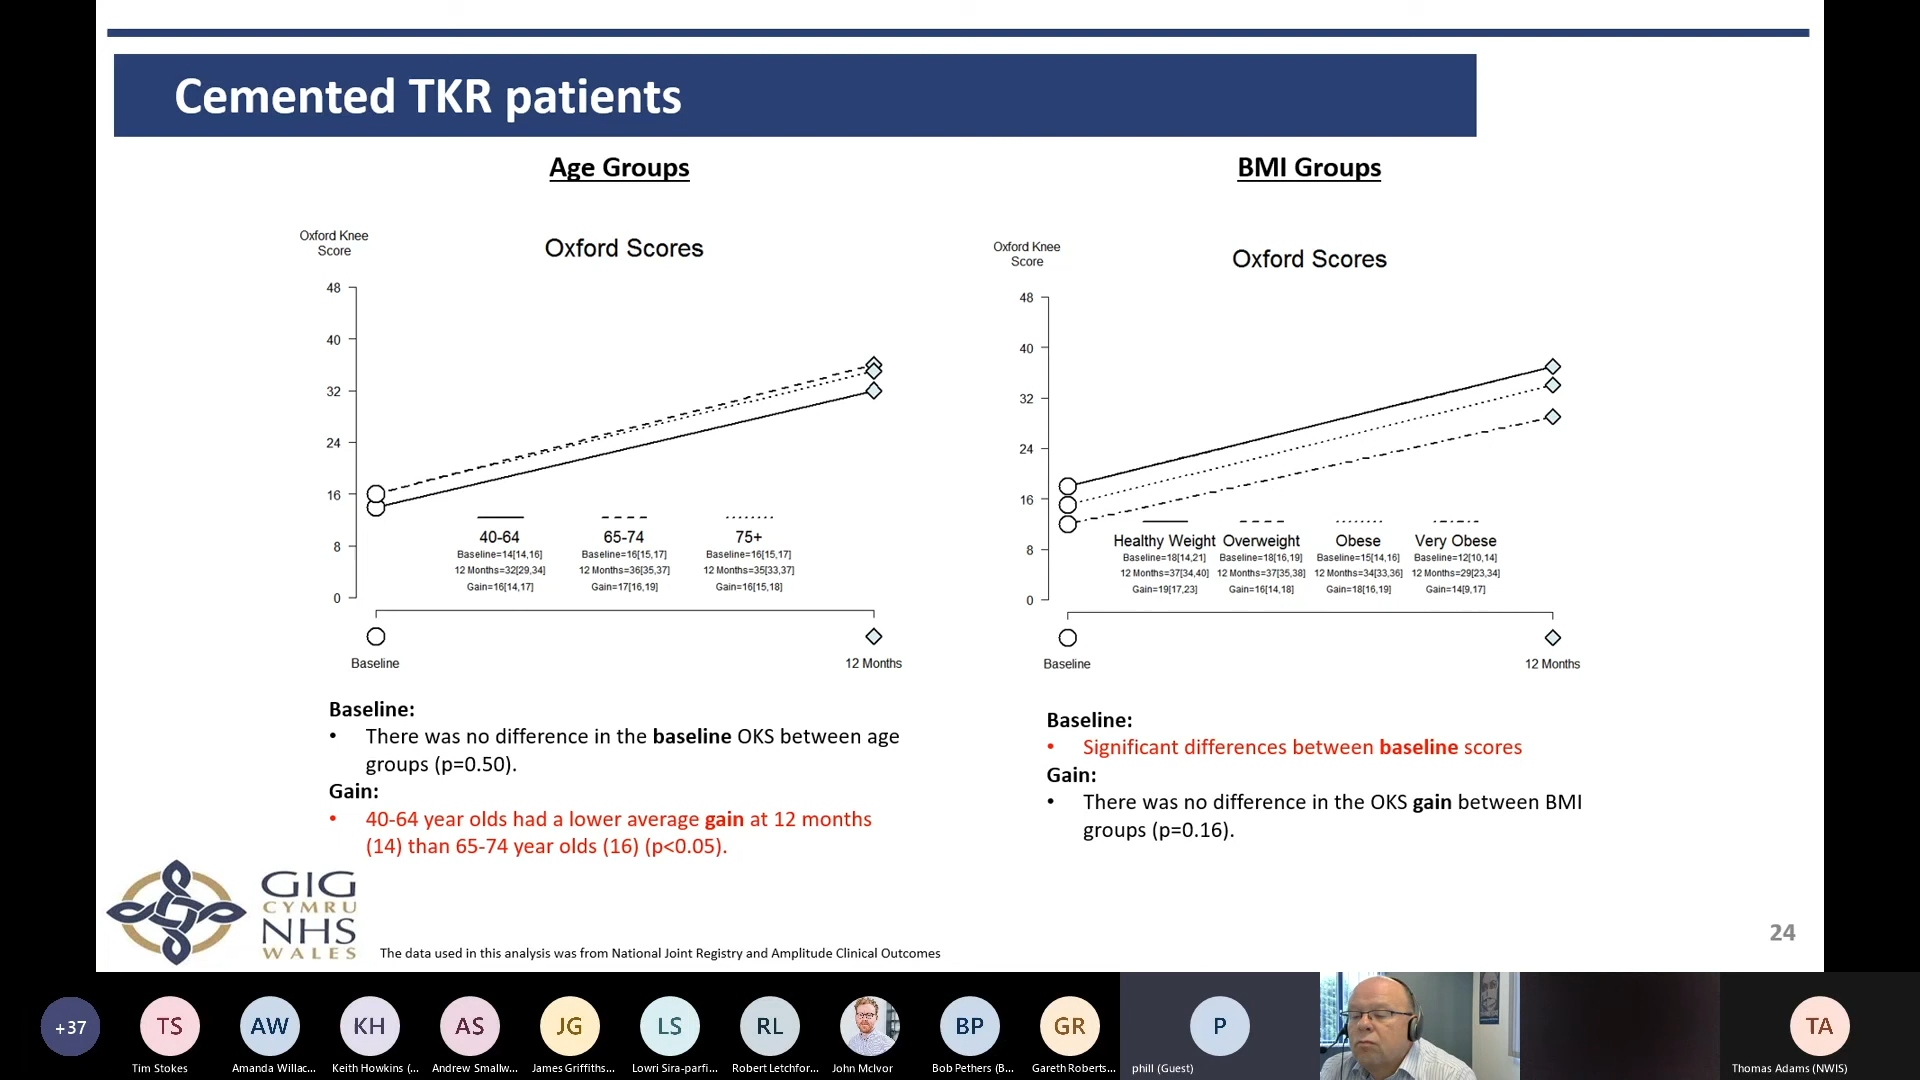 Cemented TKR patients
Age Groups
Oxford Knee
Score
Oxford Scores
48
40
32
24
16
8
0
40-64
Baseline=14[14,16]
12 Months=32[29,34]
Gain=16[14,17]
65-74
Baseline=16[15,17]
12 Months=36[35,37]
Gain=17[16,19]
75+
Baseline=16[15,17]
12 Months=35[33,37]
Gain=16[15,18]
Baseline
12 Months
Baseline:
• There was no difference in the baseline OKS between age
groups (p=0.50).
Gain:
• 40-64 year olds had a lower average gain at 12 months
(14) than 65-74 year olds (16) (p<0.05).
BMI Groups
Oxford Knee
Score
Oxford Scores
48
40
32
24
16
8
0
Healthy Weight
Baseline=18[14,21]
12 Months=37[34,40]
Gain=19[17,23]
Overweight
Baseline=18[16,19]
12 Months=37[35,38]
Gain=16[14,18]
Obese
Baseline=15[14,16]
12 Months=34[33,36]
Gain=18[16,19]
Very Obese
Baseline=12[10,14]
12 Months=29[23,34]
Gain=14[9,17]
Baseline
12 Months
Baseline:
• Significant differences between baseline scores
Gain:
• There was no difference in the OKS gain between BMI
groups (p=0.16).
GIG
CYMRU
NHS
WALES
The data used in this analysis was from National Joint Registry and Amplitude Clinical Outcomes
24
+37
TS
AW
KH
AS
JG
LS
RL
BP
GR
P
TA
Tim Stokes
Amanda Willac...
Keith Howkins (...
Andrew Smallw...
James Griffiths...
Lowri Sira-parfi...
Robert Letchfor...
John McIvor
Bob Pethers (B...
Gareth Roberts...
phill (Guest)
Thomas Adams (NWIS)